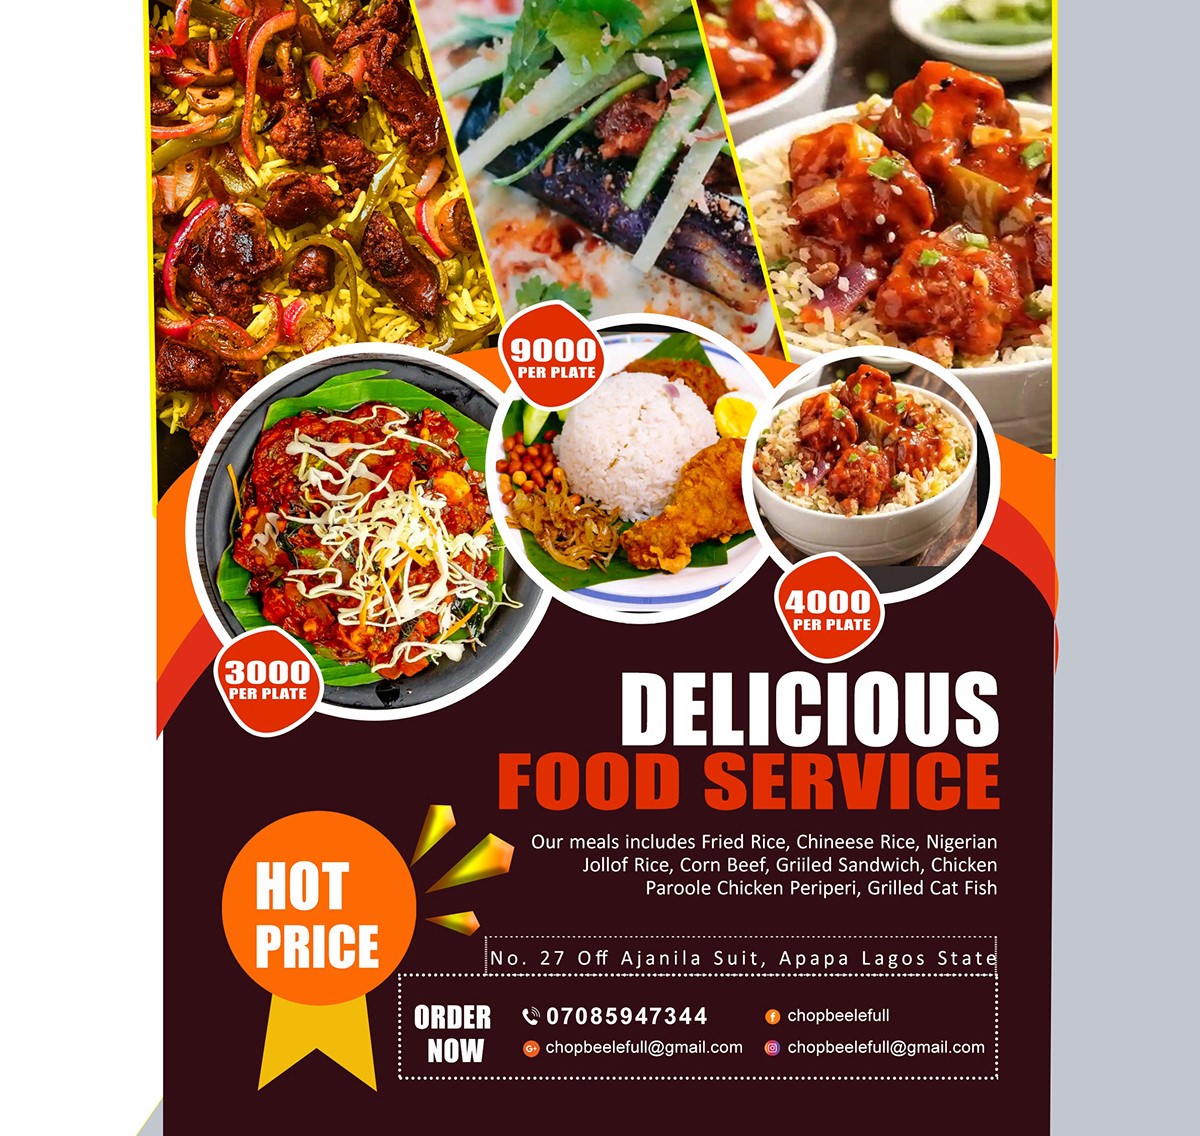 9000
PER PLATE
4000
PER PLATE
3000
PER PLATE
DELICIOUS
FOOD SERVICE
Our meals includes Fried Rice, Chineese Rice, Nigerian
Jollof Rice, Corn Beef, Griiled Sandwich, Chicken
Paroole Chicken Periperi, Grilled Cat Fish
HOT
PRICE
No. 27 Off Ajanila Suit, Apapa Lagos State
ORDER
NOW
07085947344
chopbeelefull
chopbeelefull@gmail.com
chopbeelefull@gmail.com